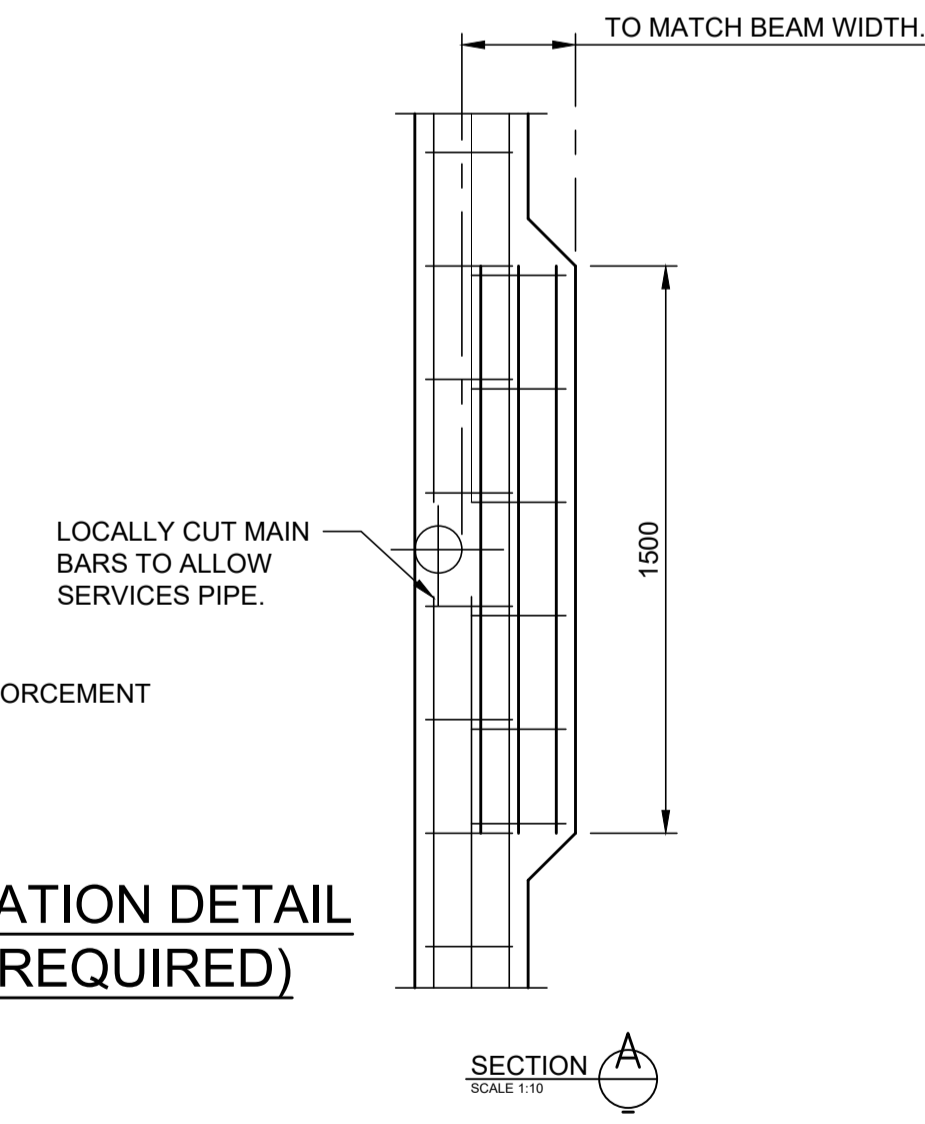 TO MATCH BEAM WIDTH.
LOCALLY CUT MAIN
BARS TO ALLOW
SERVICES PIPE.
1500
ORCEMENT
ATION DETAIL
REQUIRED)
SECTION A
SCALE 1:10